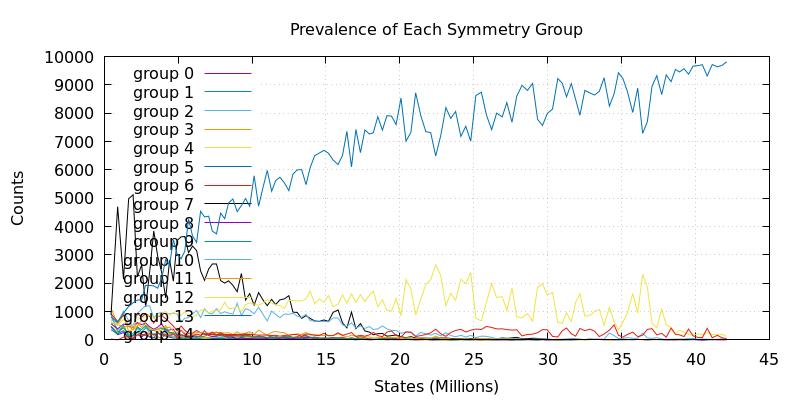 Prevalence of Each Symmetry Group
Counts
10000
9000
8000
7000
6000
5000
4000
3000
2000
1000
0
group 0
group 1
group 2
group 3
group 4
group 5
group 6
group 7
group 8
group 9
group 10
group 11
group 12
group 13
group 14
0 5 10 15 20 25 30 35 40 45
States (Millions)